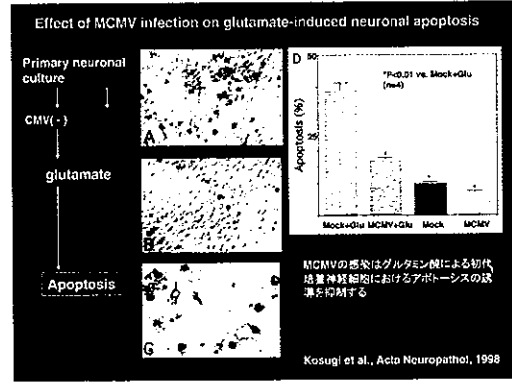 Effect of MCMV infection on glutamate-induced neuronal apoptosis
Primary neuronal
culture
CMV(-)
glutamate
Apoptosis
A
B
C
D
50
25
Apoptosis (%)
*P<0.01 vs. Mock+Glu
(n=4)
Mock+Glu MCMV+Glu Mock MCMV
MCMVの感染はグルタミン酸による初代
培養神経細胞におけるアポトーシスの誘
導を抑制する
Kosugi et al., Acta Neuropathol, 1998